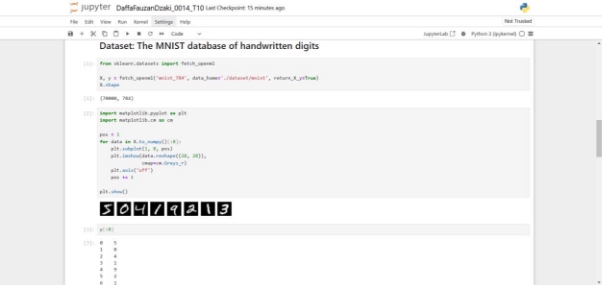 jupyter DaffaFauzanDzaki_0014_T10 Last Checkpoint: 15 minutes ago
File Edit View Run Kernel Settings Help
Not Trusted
Code
JupyterLab
Python 3 (ipykernel)
Dataset: The MNIST database of handwritten digits
from sklearn.datasets import fetch_openml
X, y = fetch_openml('mnist_784', data_home='./dataset/mnist', return_X_y=True)
X.shape
(70000, 784)
import matplotlib.pyplot as plt
import matplotlib.cm as cm
pos = 1
for data in X.to_numpy()[:8]:
plt.subplot(1, 8, pos)
plt.imshow(data.reshape((28, 28)),
cmap=cm.Greys_r)
plt.axis("off")
pos += 1
plt.show()
5 0 4 1 9 2 1 3
y[:8]
0 5
1 0
2 4
3 1
4 9
5 2
6 1